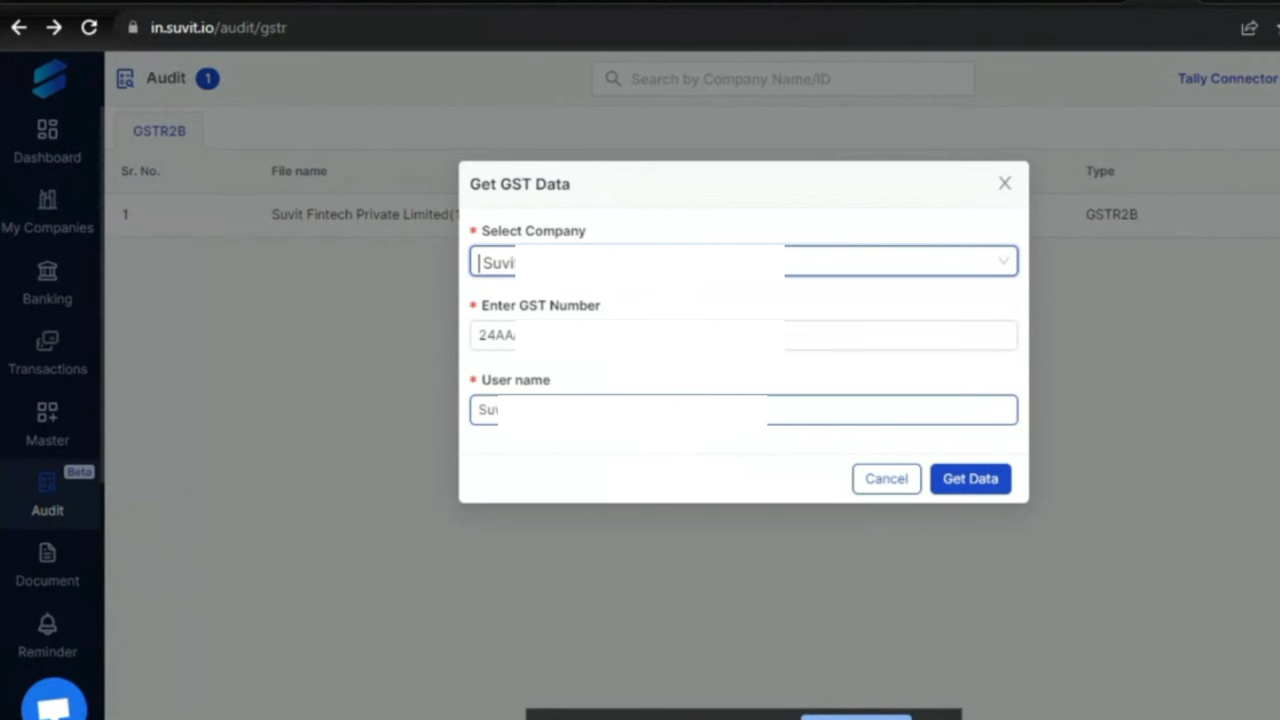 in.suvit.io/audit/gstr
Audit 1
Search by Company Name/ID
Tally Connector
GSTR2B
Sr. No. File name Type
1 Suvit Fintech Private Limited(1 GSTR2B
Get GST Data
* Select Company
Suvi
* Enter GST Number
24AA
* User name
Su
Cancel Get Data
Dashboard
My Companies
Banking
Transactions
Master
Beta
Audit
Document
Reminder